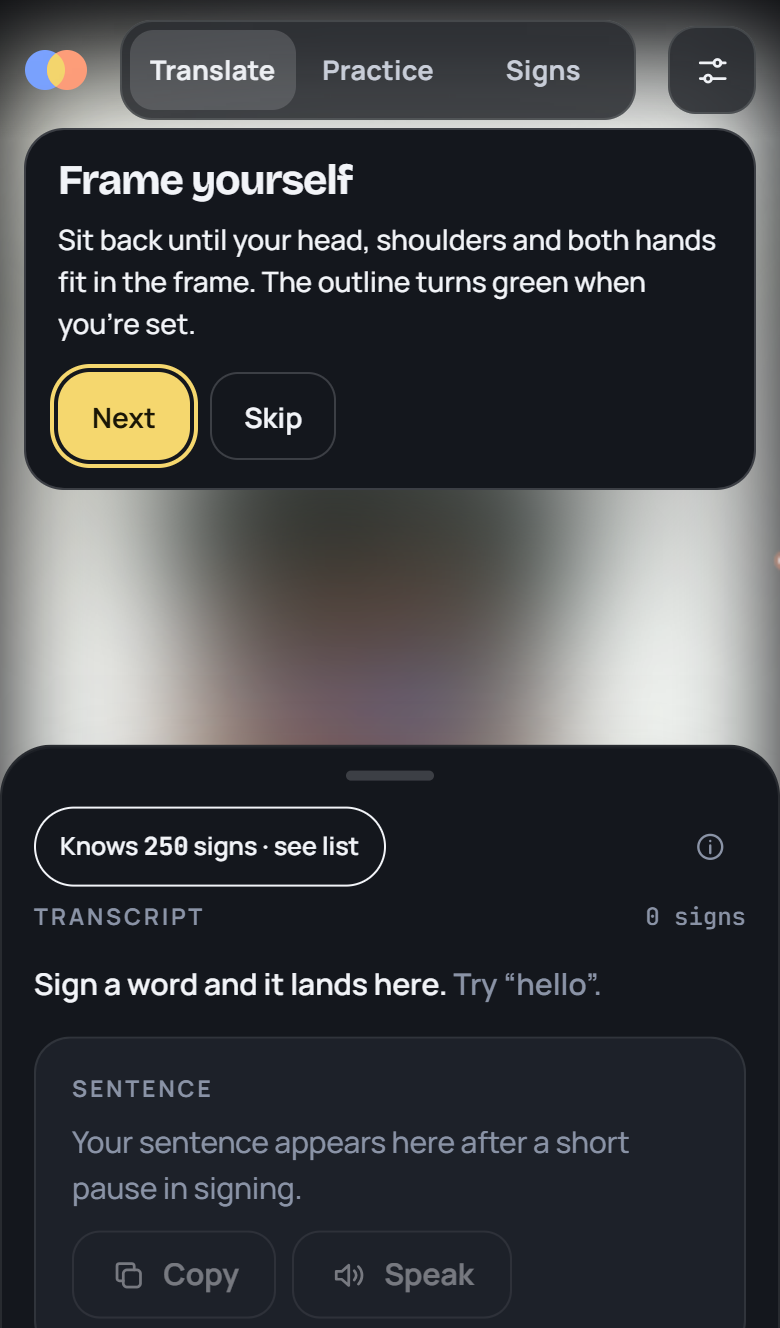 Translate Practice Signs
Frame yourself
Sit back until your head, shoulders and both hands
fit in the frame. The outline turns green when
you’re set.
Next Skip
Knows 250 signs · see list
TRANSCRIPT 0 signs
Sign a word and it lands here. Try “hello”.
SENTENCE
Your sentence appears here after a short
pause in signing.
Copy Speak